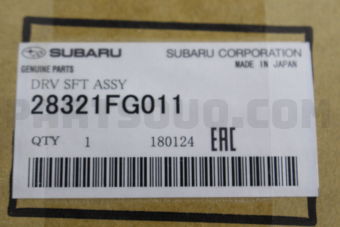 SUBARU SUBARU CORPORATION
GENUINE PARTS MADE IN JAPAN
DRV SFT ASSY
28321FG011
QTY 1 180124 EAC